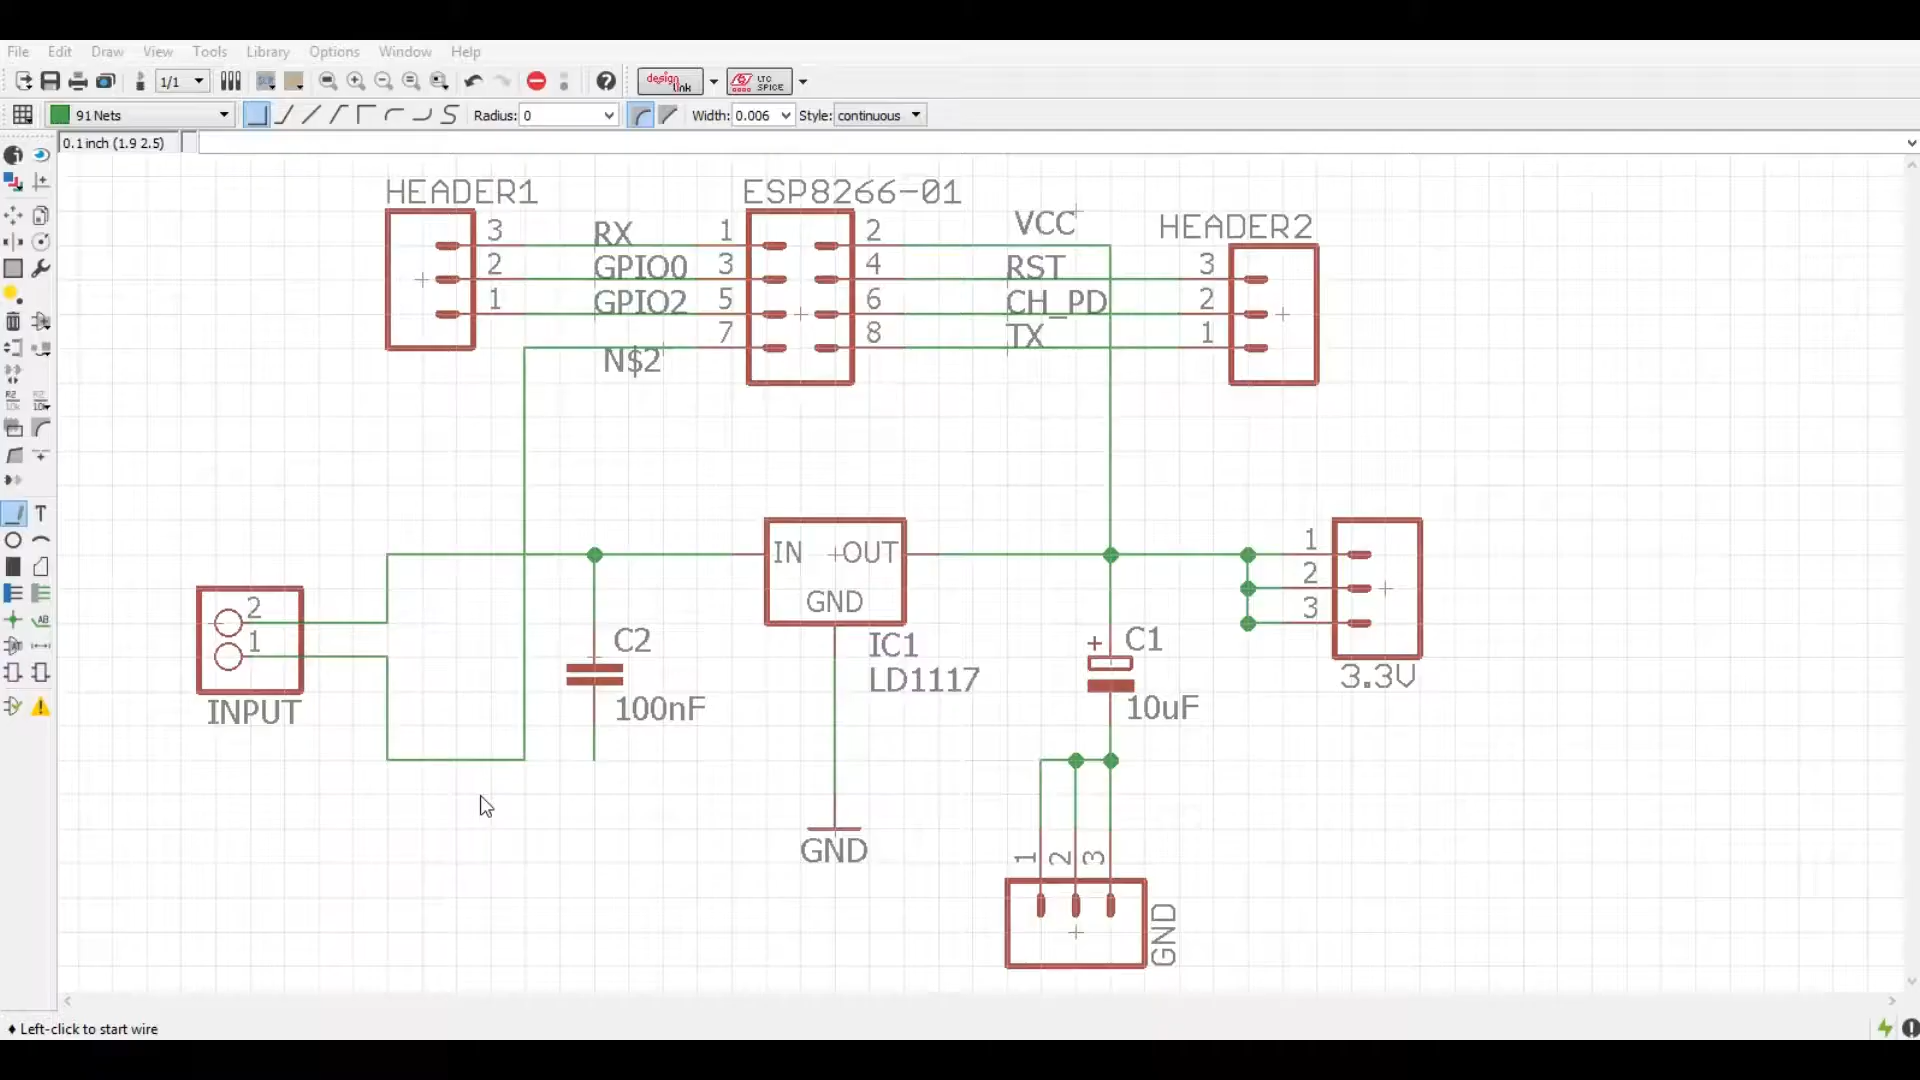 File Edit Draw View Tools Library Options Window Help
1/1 design link LTC SPICE
91 Nets Radius: 0 Width: 0.006 Style: continuous
0.1 inch (1.9 2.5)
HEADER1 ESP8266-01
VCC HEADER2
3 RX 1 2
2 GPIO0 3 4 RST 3
1 GPIO2 5 6 CH_PD 2
7 8 TX 1
N$2
IN OUT 1
2
GND 3
2
1
C2 IC1 + C1
LD1117 3.3V
INPUT 100nF 10uF
GND
1 2 3
GND
Left-click to start wire